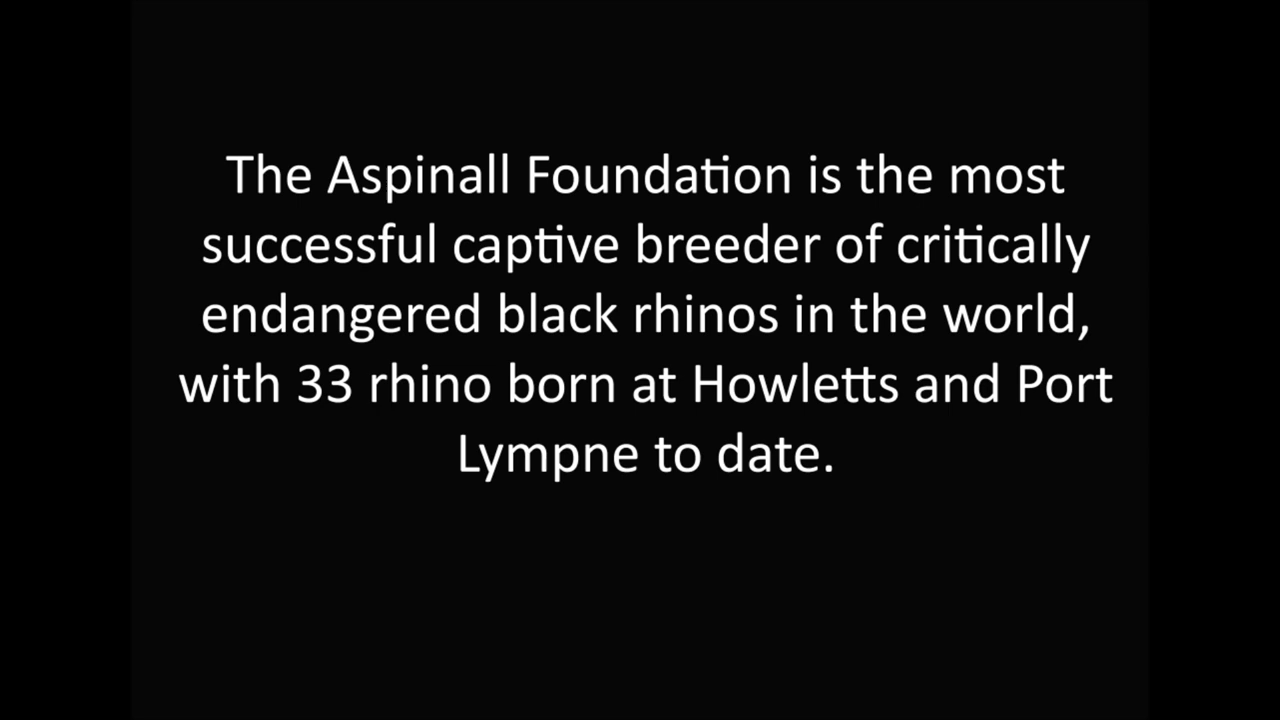 The Aspinall Foundation is the most
successful captive breeder of critically
endangered black rhinos in the world,
with 33 rhino born at Howletts and Port
Lympne to date.